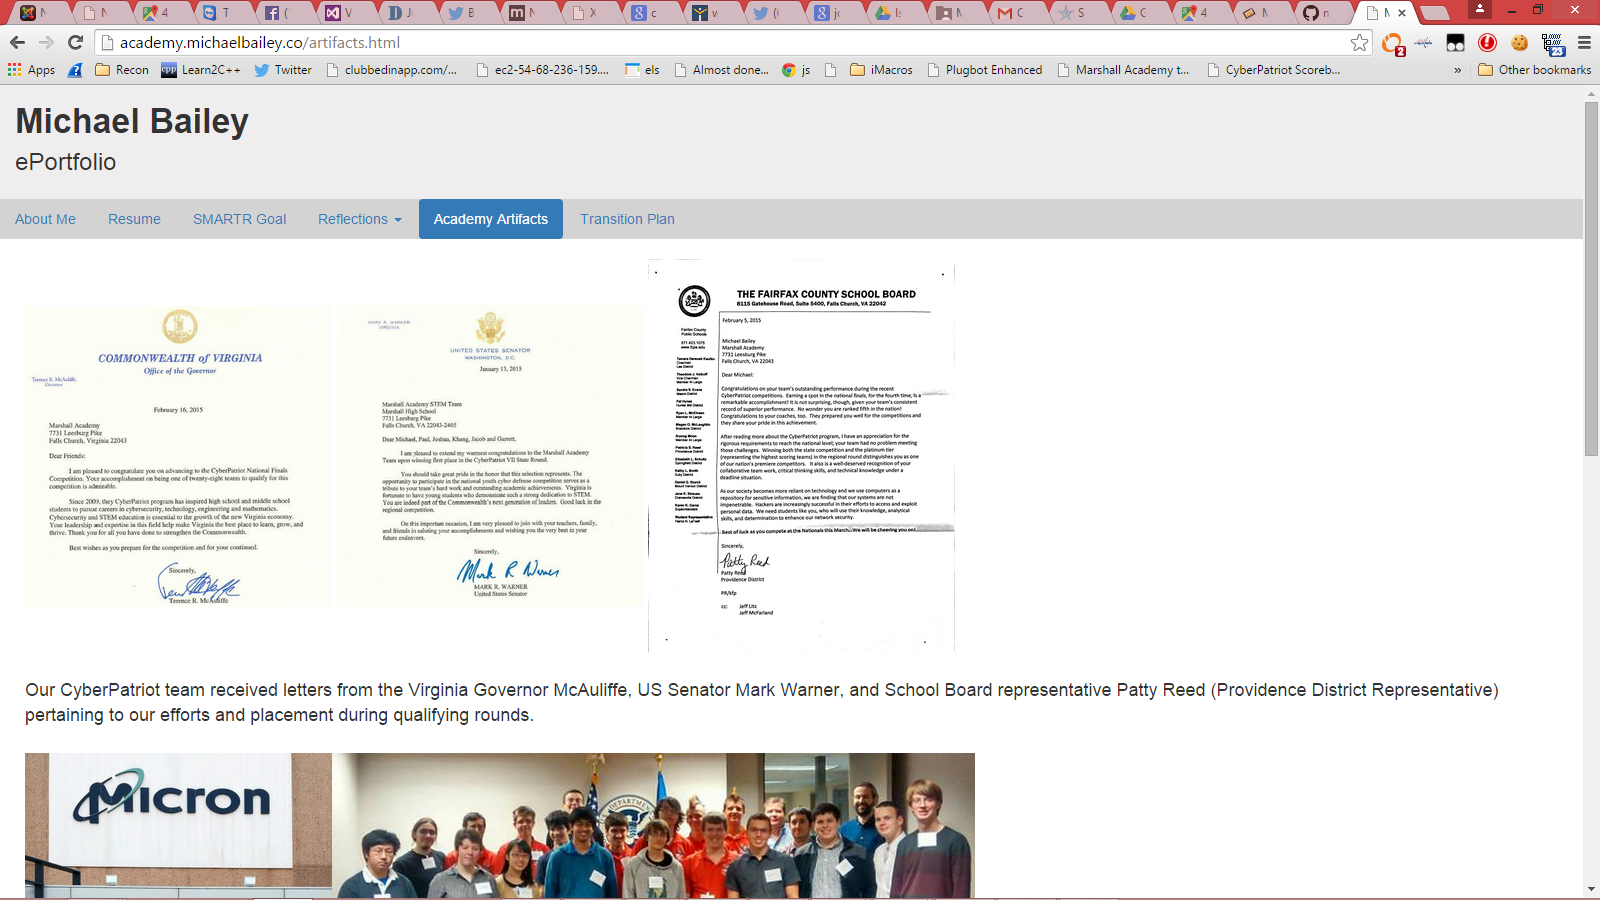 academy.michaelbailey.co/artifacts.html
Apps Recon Learn2C++ Twitter clubbedinapp.com/... ec2-54-68-236-159.... els Almost done... js iMacros Plugbot Enhanced Marshall Academy t... CyberPatriot Scoreb... » Other bookmarks
Michael Bailey
ePortfolio
About Me Resume SMARTR Goal Reflections Academy Artifacts Transition Plan
COMMONWEALTH of VIRGINIA
Office of the Governor
Terence R. McAuliffe
Governor
February 16, 2015
Marshall Academy
7731 Leesburg Pike
Falls Church, Virginia 22043
Dear Friends:
I am pleased to congratulate you on advancing to the CyberPatriot National Finals
Competition. Your accomplishment on being one of twenty-eight teams to qualify for this
competition is admirable.
Since 2009, they CyberPatriot program has inspired high school and middle school
students to pursue careers in cybersecurity, technology, engineering and mathematics.
Cybersecurity and STEM education is essential to the growth of the new Virginia economy.
Your leadership and expertise in this field help make Virginia the best place to learn, grow, and
thrive. Thank you for all you have done to strengthen the Commonwealth.
Best wishes as you prepare for the competition and for your continued.
Sincerely,
Terence R. McAuliffe
MARK R. WARNER
VIRGINIA
UNITED STATES SENATOR
WASHINGTON, D.C.
January 13, 2015
Marshall Academy STEM Team
Marshall High School
7731 Leesburg Pike
Falls Church, VA 22043-2405
Dear Michael, Paul, Joshua, Khang, Jacob and Garrett,
I am pleased to extend my warmest congratulations to the Marshall Academy
Team upon winning first place in the CyberPatriot VII State Round.
You should take great pride in the honor that this selection represents. The
opportunity to participate in the national youth cyber defense competition serves as a
tribute to your team's hard work and outstanding academic achievements. Virginia is
fortunate to have young students who demonstrate such a strong dedication to STEM.
You are indeed part of the Commonwealth's next generation of leaders. Good luck in the
regional competition.
On this important occasion, I am very pleased to join with your teachers, family,
and friends in saluting your accomplishments and wishing you the very best in your
future endeavors.
Sincerely,
Mark R Warner
MARK R. WARNER
United States Senator
THE FAIRFAX COUNTY SCHOOL BOARD
8115 Gatehouse Road, Suite 5400, Falls Church, VA 22042
Fairfax County
Public Schools
571.423.1075
www.fcps.edu
February 5, 2015
Michael Bailey
Marshall Academy
7731 Leesburg Pike
Falls Church, VA 22043
Dear Michael:
Congratulations on your team's outstanding performance during the recent
CyberPatriot competitions. Earning a spot in the national finals, for the fourth time, is a
remarkable accomplishment! It is not surprising, though, given your team's consistent
record of superior performance. No wonder you are ranked fifth in the nation!
Congratulations to your coaches, too. They prepared you well for the competitions and
they share your pride in this achievement.
After reading more about the CyberPatriot program, I have an appreciation for the
rigorous requirements to reach the national level; your team had no problem meeting
those challenges. Winning both the state competition and the platinum tier
(representing the highest scoring teams) in the regional round distinguishes you as one
of our nation's premiere competitors. It also is a well-deserved recognition of your
collaborative team work, critical thinking skills, and technical knowledge under a
deadline situation.
As our society becomes more reliant on technology and we use computers as a
repository for sensitive information, we are finding that our systems are not
impenetrable. Hackers are increasingly successful in their efforts to access and exploit
personal data. We need students like you, who will use their knowledge, analytical
skills, and determination to enhance our network security.
Best of luck as you compete at the Nationals this March. We will be cheering you on!
Sincerely,
Patty Reed
Patty Reed
Providence District
PR/kfp
cc: Jeff Litz
Jeff McFarland
Our CyberPatriot team received letters from the Virginia Governor McAuliffe, US Senator Mark Warner, and School Board representative Patty Reed (Providence District Representative)
pertaining to our efforts and placement during qualifying rounds.
Micron